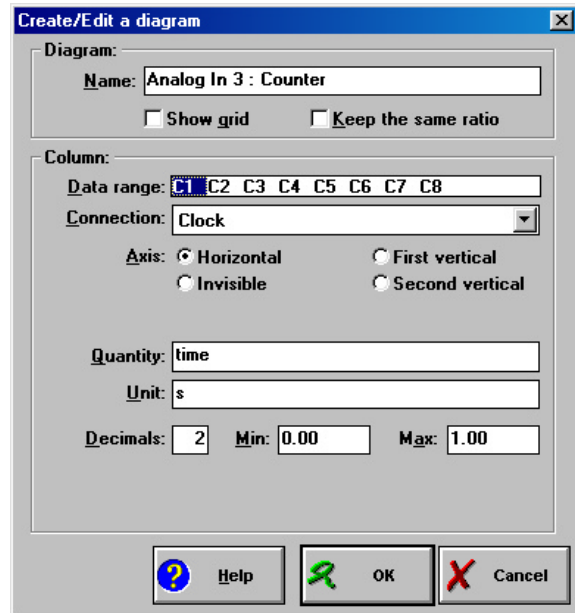 Create/Edit a diagram
Diagram:
Name: Analog In 3 : Counter
Show grid Keep the same ratio
Column:
Data range: C1 C2 C3 C4 C5 C6 C7 C8
Connection: Clock
Axis: Horizontal First vertical
Invisible Second vertical
Quantity: time
Unit: s
Decimals: 2 Min: 0.00 Max: 1.00
? Help OK Cancel